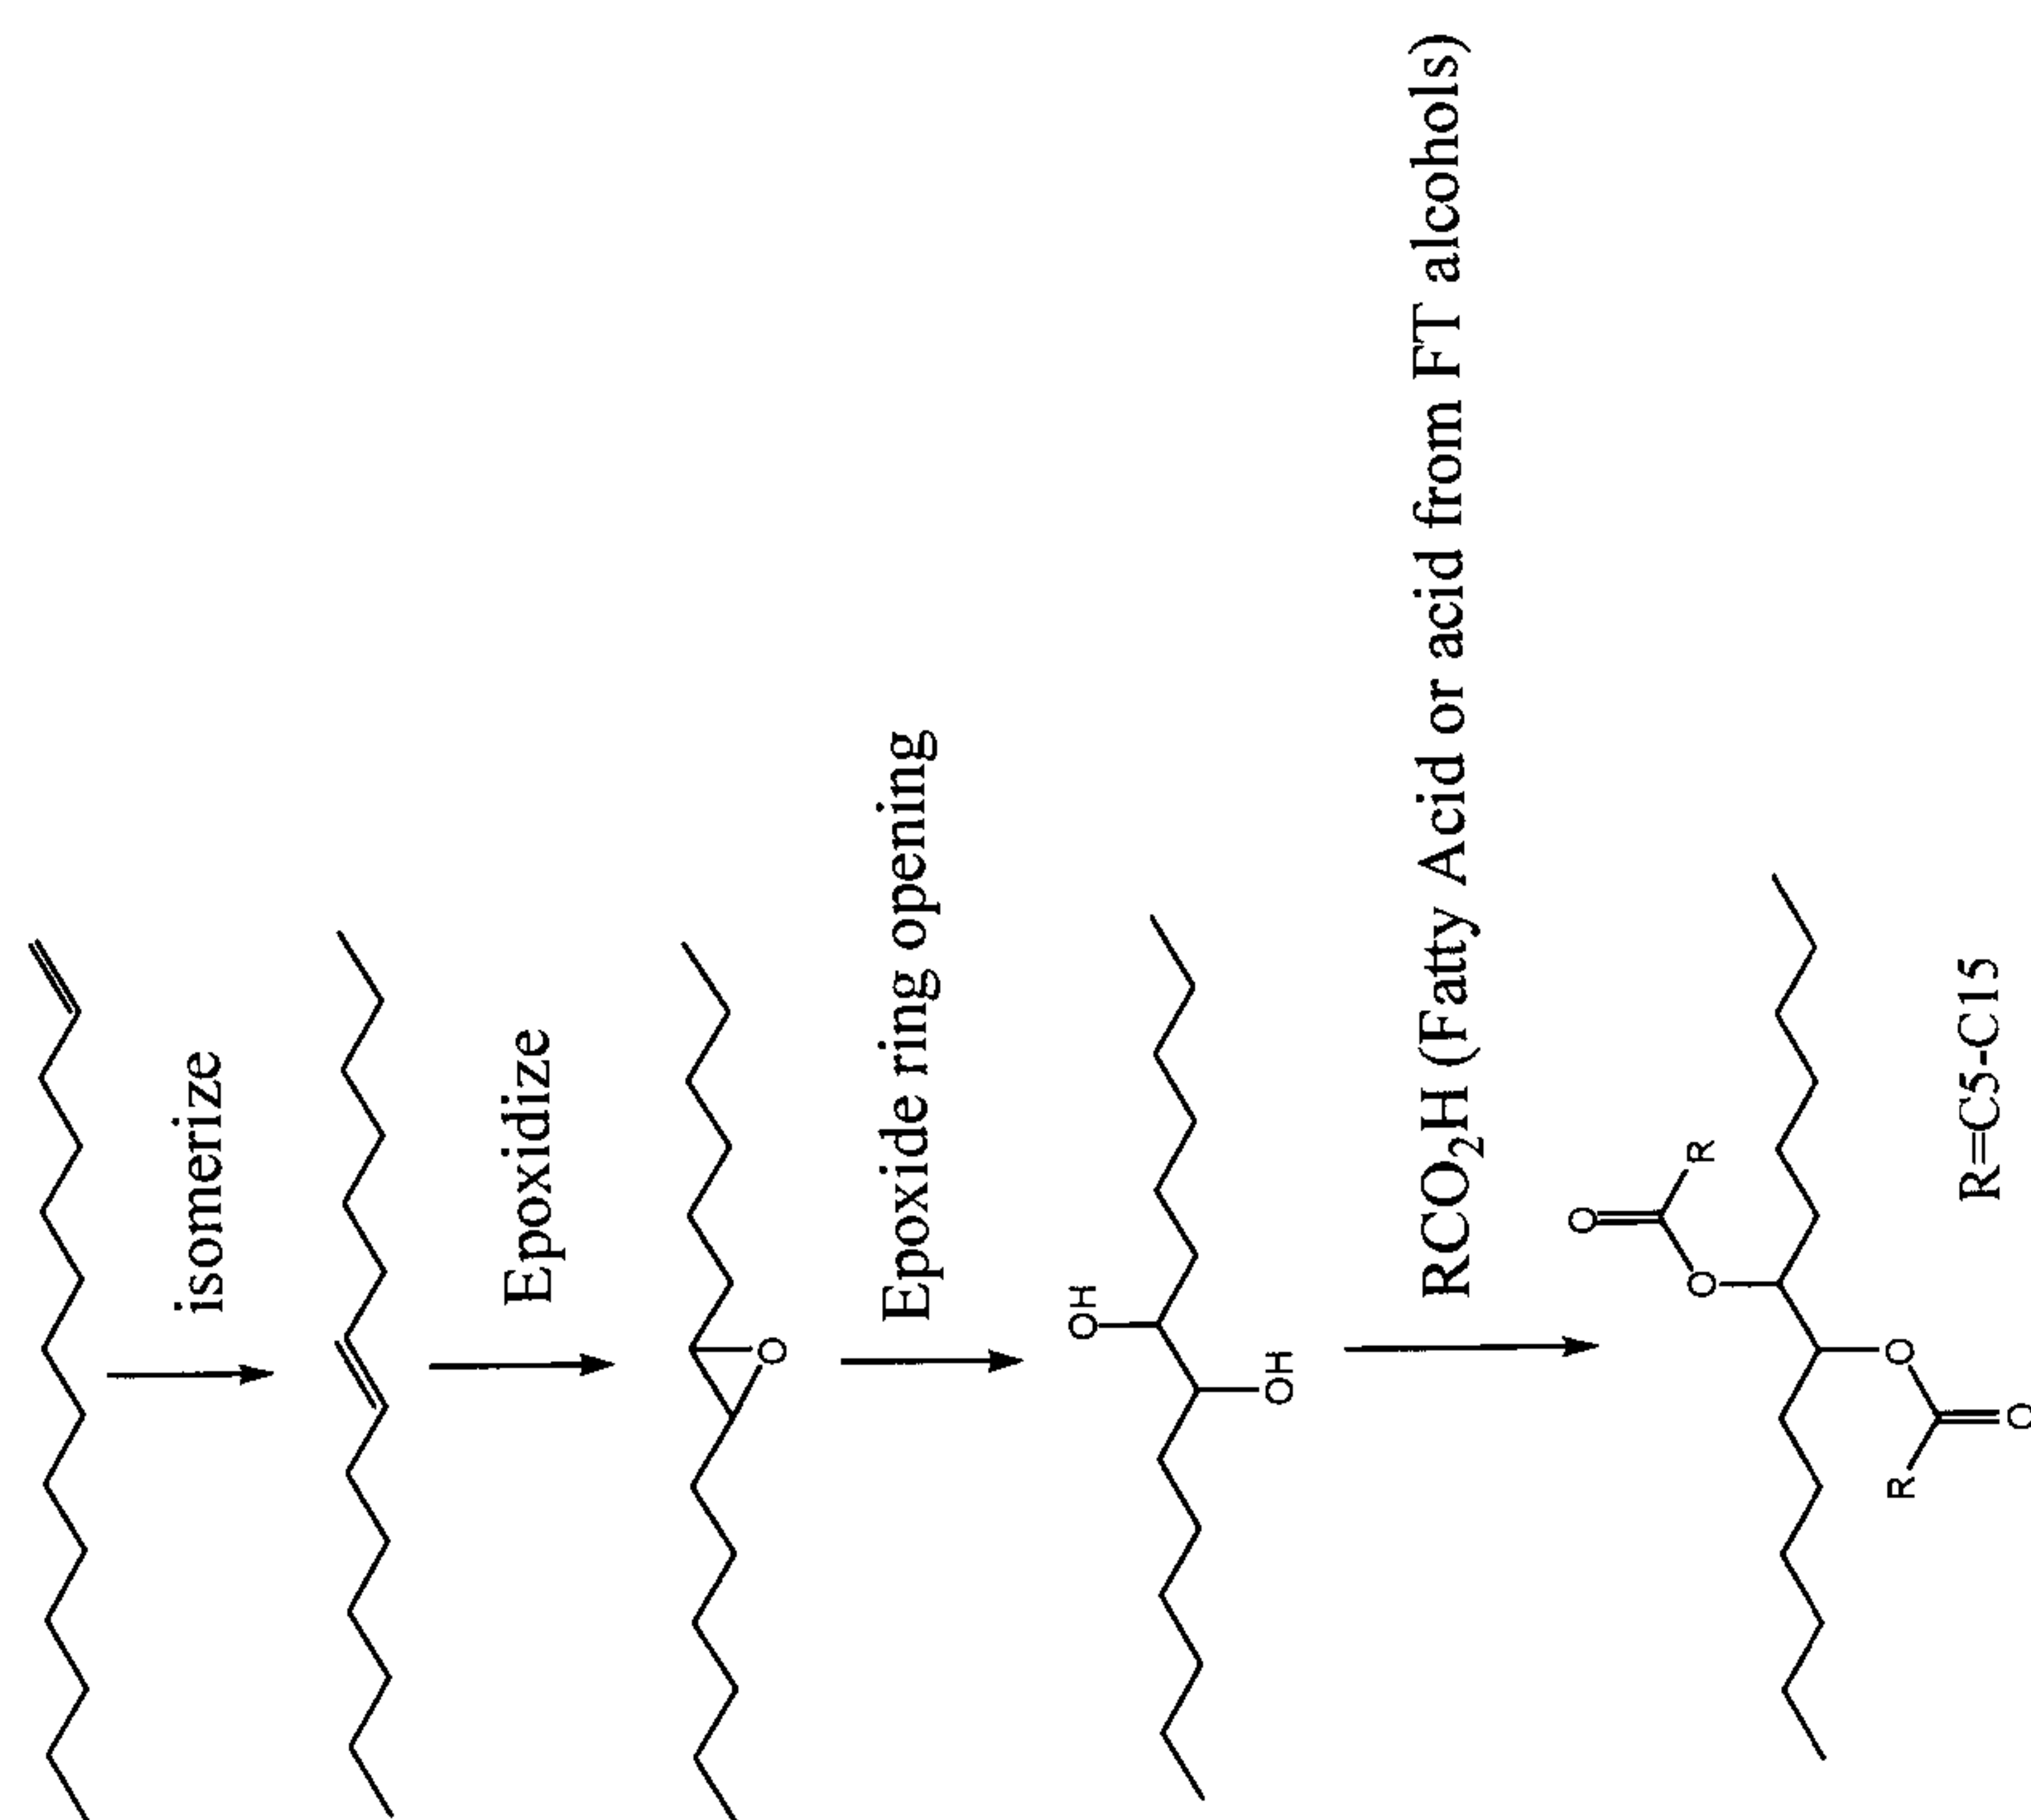 isomerize
Epoxidize
O
Epoxide ring opening
OH
OH
RCO2H (Fatty Acid or acid from FT alcohols)
O
O
R
R
O
O
R=C5-C15